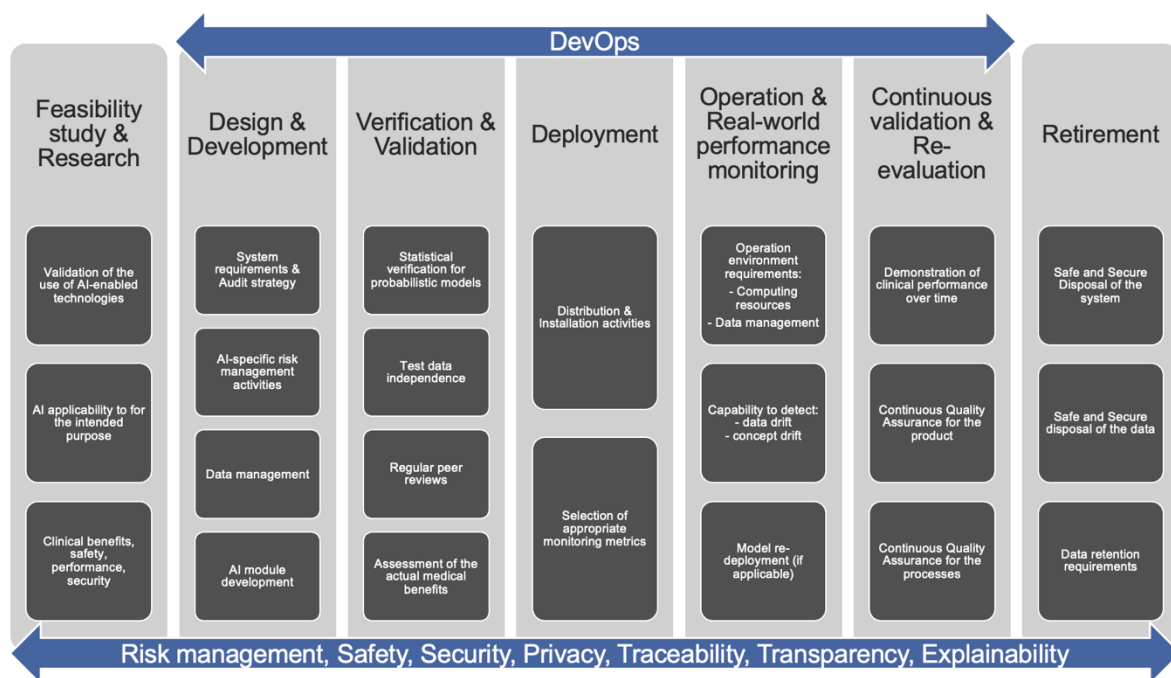 DevOps
Feasibility
study &
Research
Validation of the
use of AI-enabled
technologies
AI applicability to for
the intended
purpose
Clinical benefits,
safety,
performance,
security
Design &
Development
System
requirements &
Audit strategy
AI-specific risk
management
activities
Data management
AI module
development
Verification &
Validation
Statistical
verification for
probabilistic models
Test data
independence
Regular peer
reviews
Assessment of the
actual medical
benefits
Deployment
Distribution &
Installation activities
Selection of
appropriate
monitoring metrics
Operation &
Real-world
performance
monitoring
Operation
environment
requirements:
- Computing
resources
- Data management
Capability to detect:
- data drift
- concept drift
Model re-
deployment (if
applicable)
Continuous
validation &
Re-
evaluation
Demonstration of
clinical performance
over time
Continuous Quality
Assurance for the
product
Continuous Quality
Assurance for the
processes
Retirement
Safe and Secure
Disposal of the
system
Safe and Secure
disposal of the data
Data retention
requirements
Risk management, Safety, Security, Privacy, Traceability, Transparency, Explainability